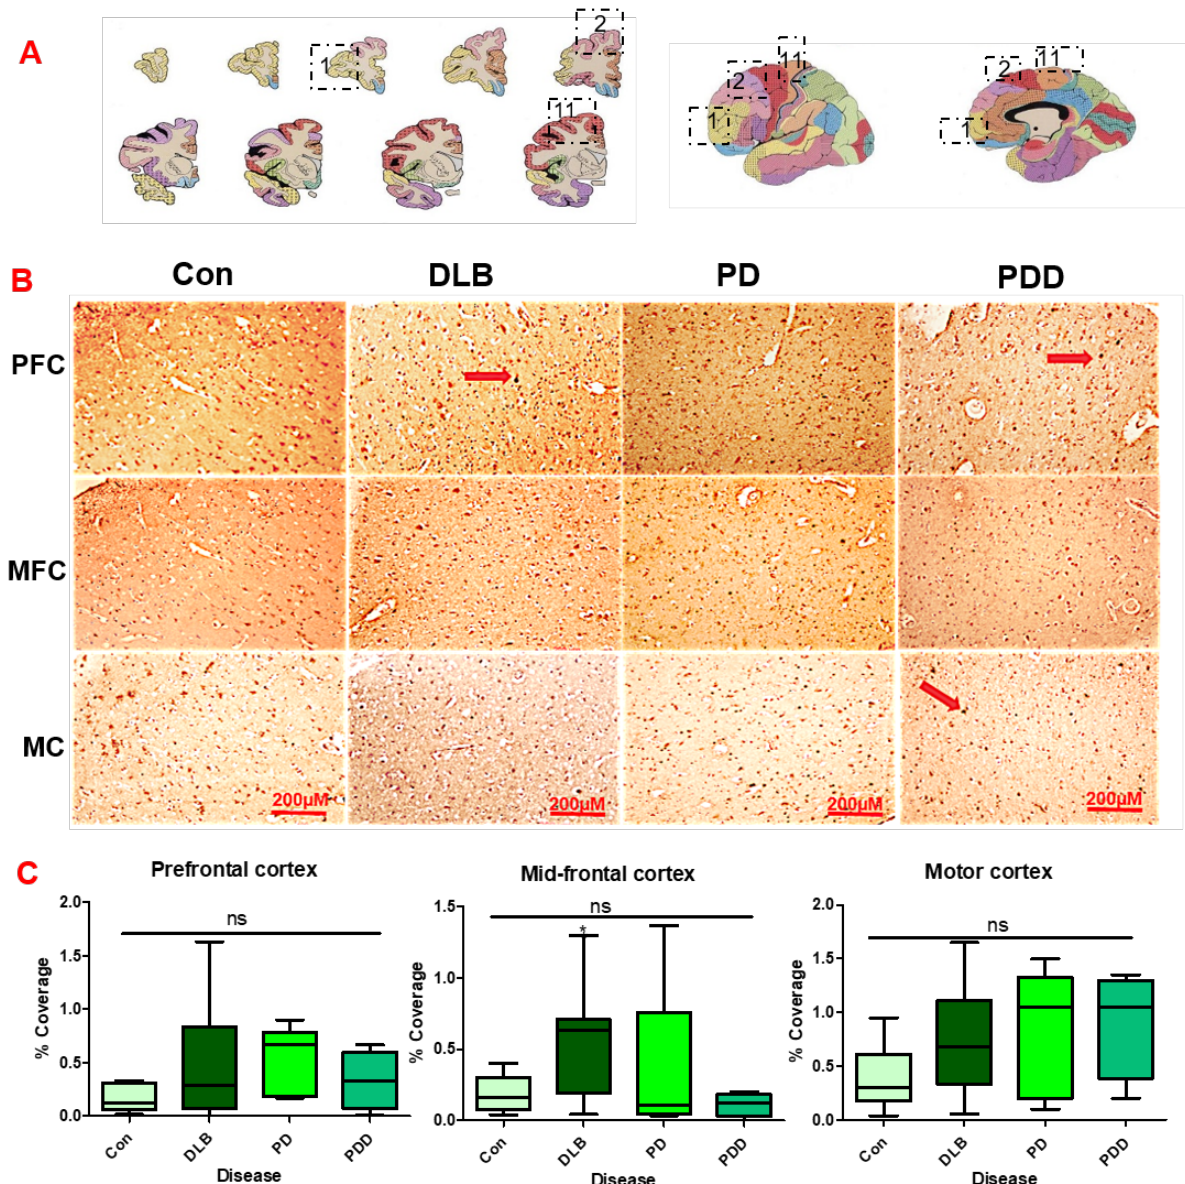 A
1
2
11
1
2
11
1
2
11
B
Con DLB PD PDD
PFC
MFC
MC
200µM 200µM 200µM 200µM
C
Prefrontal cortex
2.0
1.5
1.0
0.5
0.0
% Coverage
ns
Con DLB PD PDD
Disease
Mid-frontal cortex
1.5
1.0
0.5
0.0
% Coverage
ns
*
Con DLB PD PDD
Disease
Motor cortex
2.0
1.5
1.0
0.5
0.0
% Coverage
ns
Con DLB PD PDD
Disease